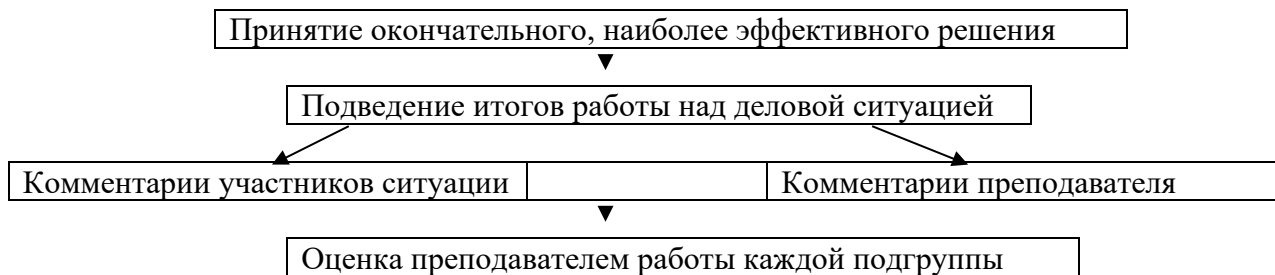 Принятие окончательного, наиболее эффективного решения
Подведение итогов работы над деловой ситуацией
Комментарии участников ситуации
Комментарии преподавателя
Оценка преподавателем работы каждой подгруппы